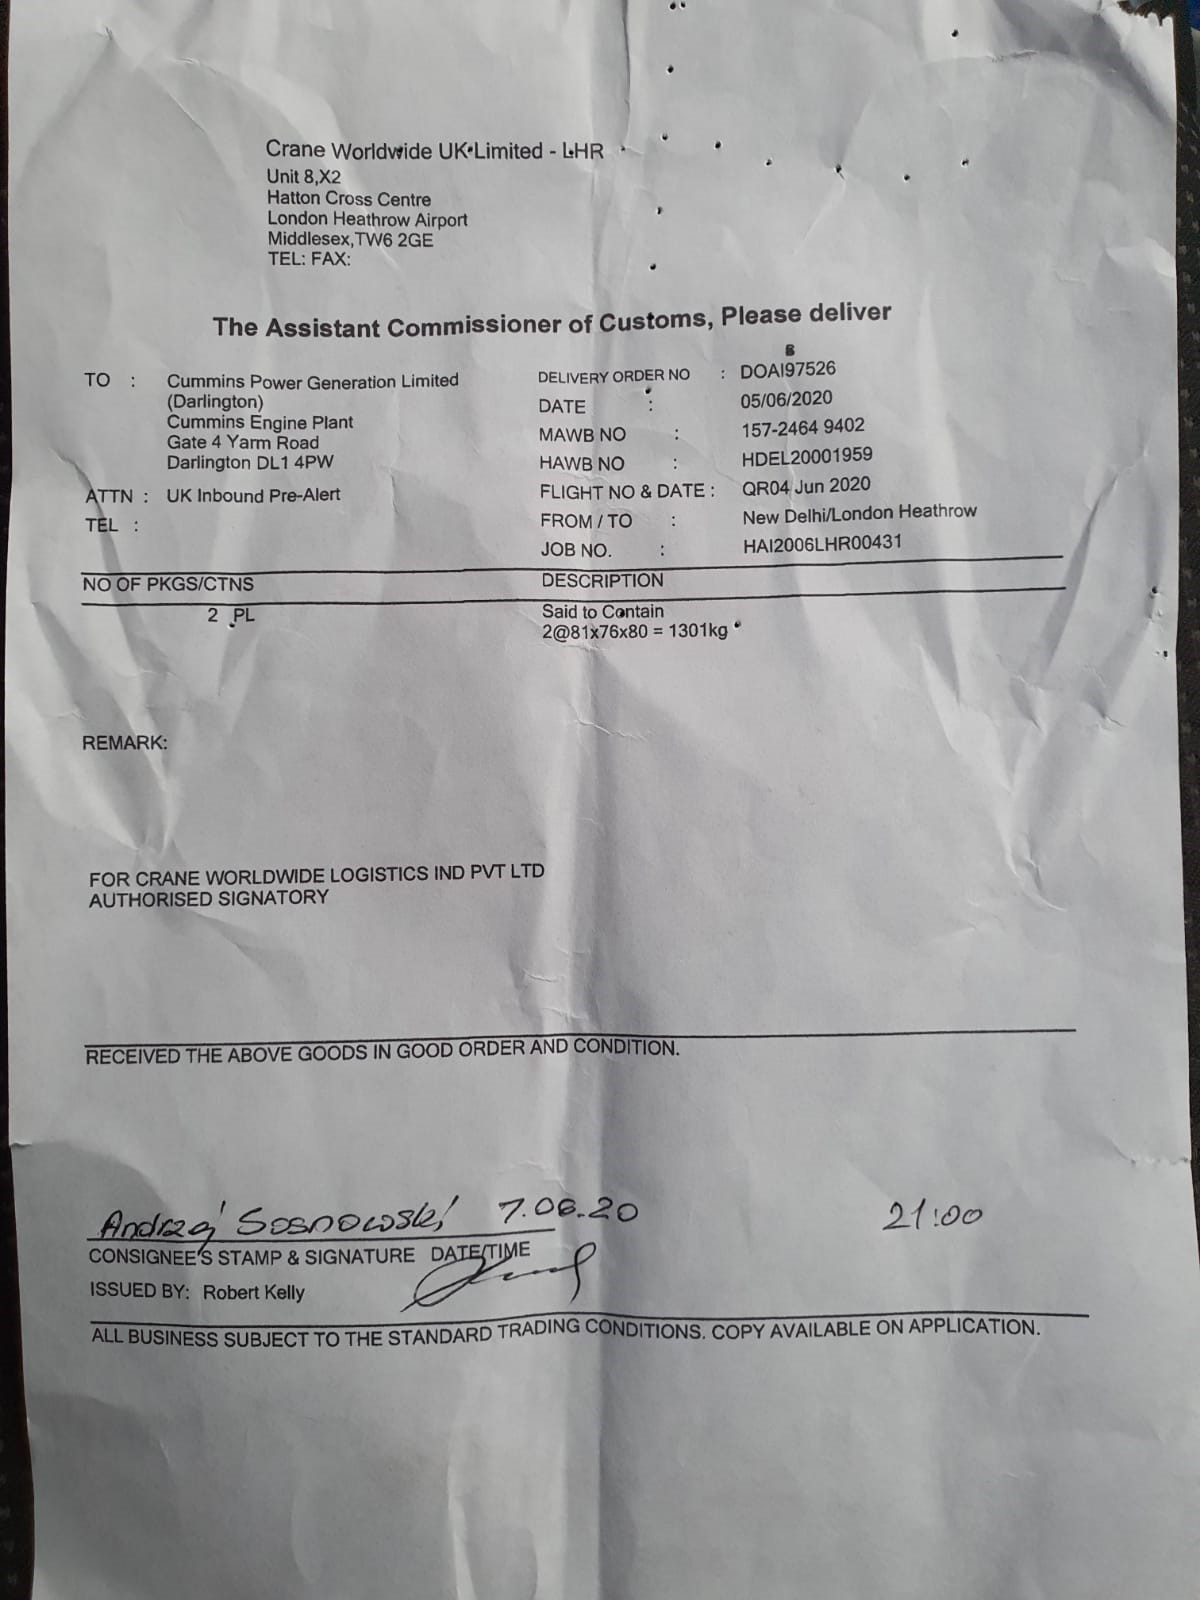 Crane Worldwide UK Limited - LHR
Unit 8,X2
Hatton Cross Centre
London Heathrow Airport
Middlesex,TW6 2GE
TEL: FAX:
The Assistant Commissioner of Customs, Please deliver
TO : Cummins Power Generation Limited
(Darlington)
Cummins Engine Plant
Gate 4 Yarm Road
Darlington DL1 4PW
ATTN : UK Inbound Pre-Alert
TEL :
DELIVERY ORDER NO : DOAI97526
DATE : 05/06/2020
MAWB NO : 157-2464 9402
HAWB NO : HDEL20001959
FLIGHT NO & DATE : QR04 Jun 2020
FROM / TO : New Delhi/London Heathrow
JOB NO. : HAI2006LHR00431
NO OF PKGS/CTNS DESCRIPTION
2 PL Said to Contain
2@81x76x80 = 1301kg
REMARK:
FOR CRANE WORLDWIDE LOGISTICS IND PVT LTD
AUTHORISED SIGNATORY
RECEIVED THE ABOVE GOODS IN GOOD ORDER AND CONDITION.
Andrzej Sosnowski 7.06.20 21:00
CONSIGNEE'S STAMP & SIGNATURE DATE/TIME
ISSUED BY: Robert Kelly
ALL BUSINESS SUBJECT TO THE STANDARD TRADING CONDITIONS. COPY AVAILABLE ON APPLICATION.